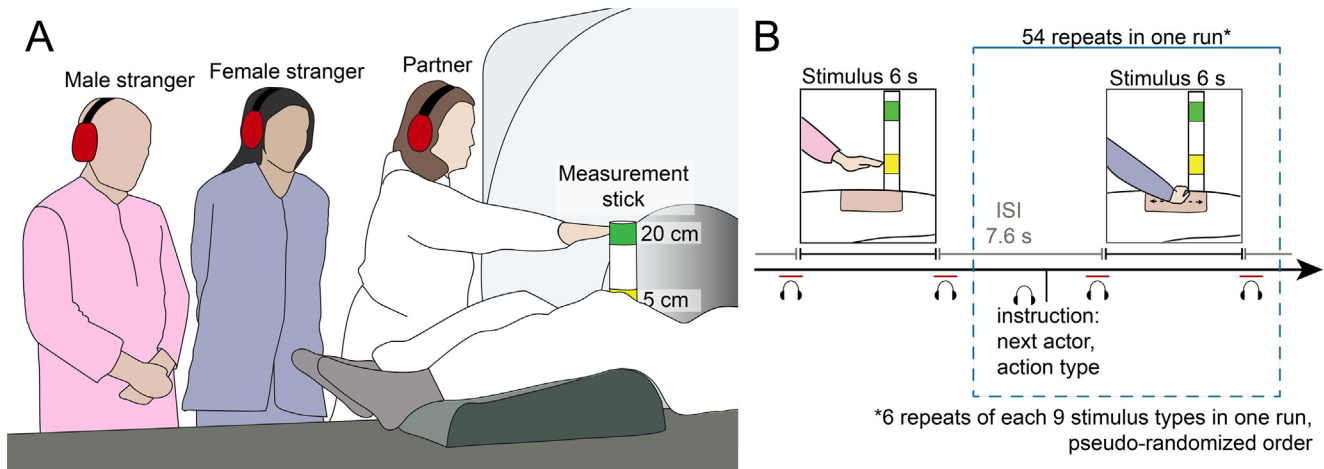 A
Male stranger
Female stranger
Partner
Measurement
stick
20 cm
5 cm
B
54 repeats in one run*
Stimulus 6 s
Stimulus 6 s
ISI
7.6 s
instruction:
next actor,
action type
*6 repeats of each 9 stimulus types in one run,
pseudo-randomized order